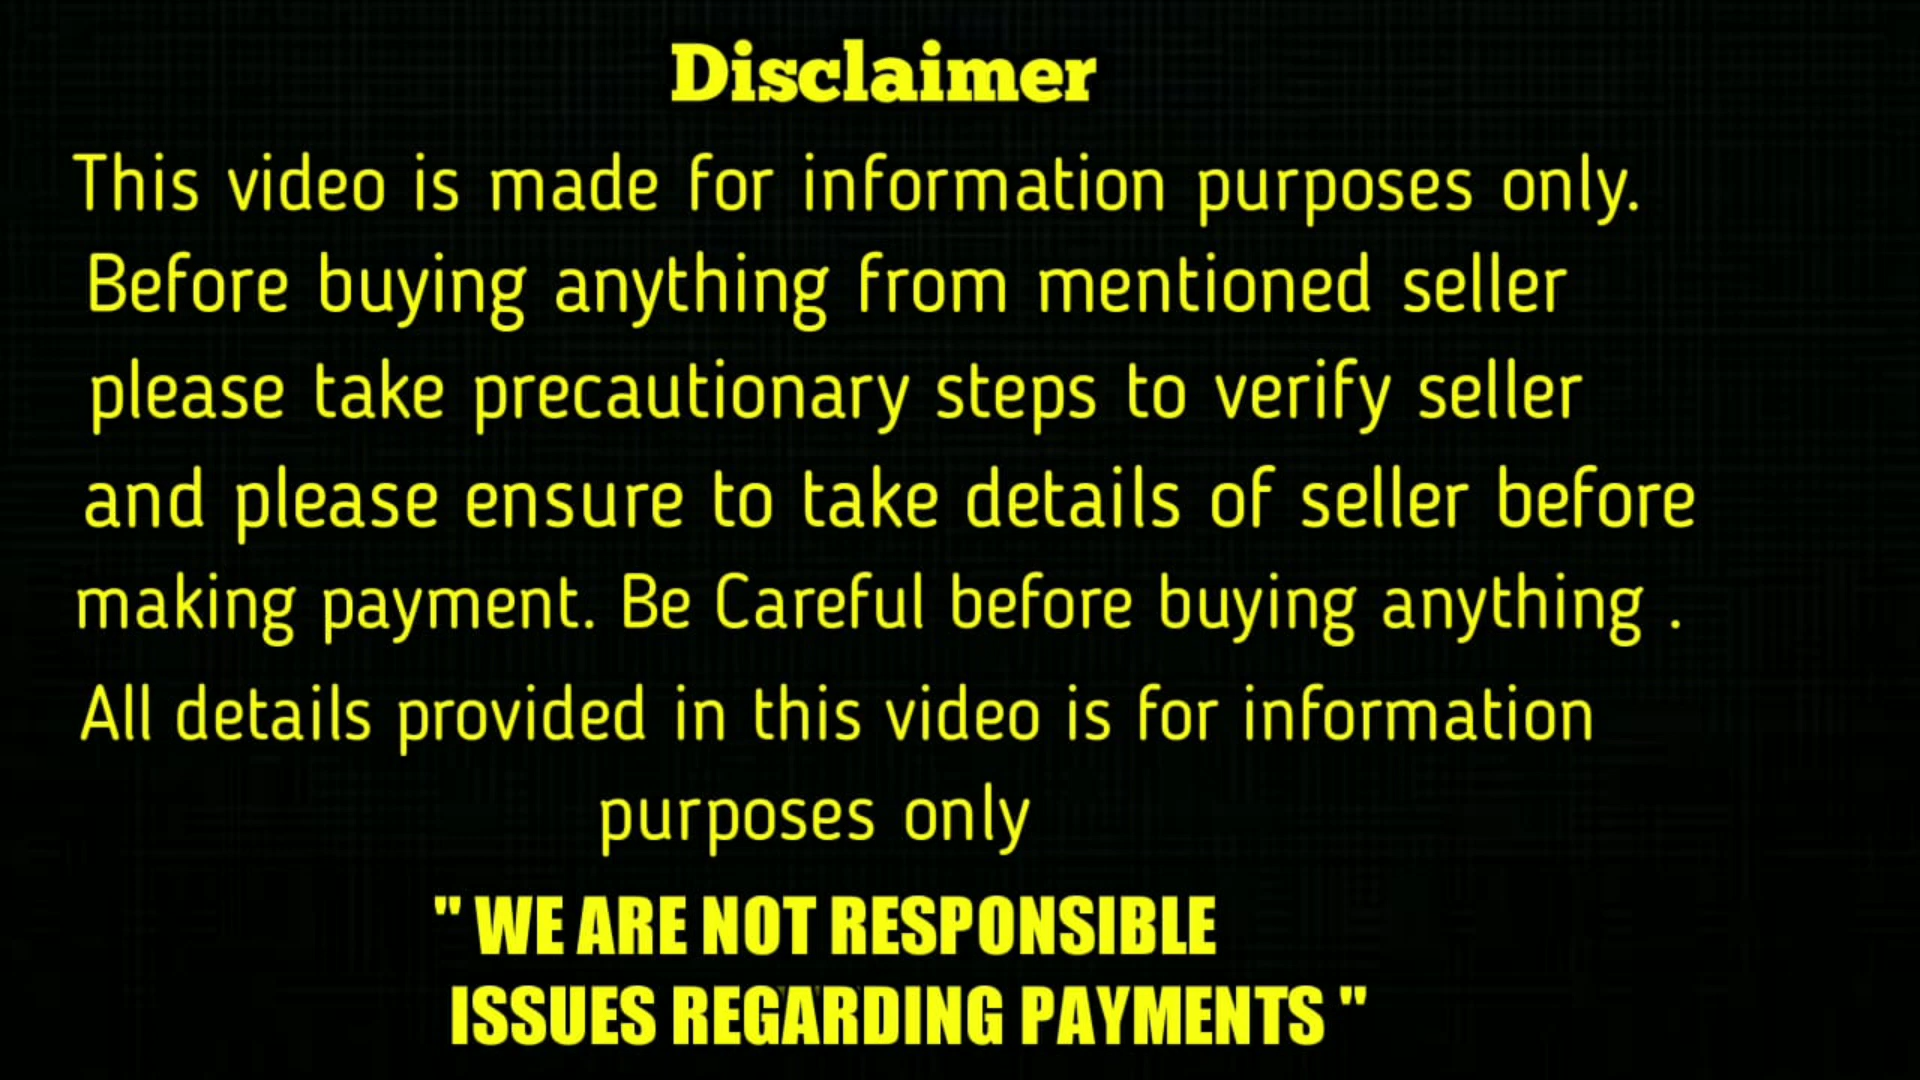 Disclaimer
This video is made for information purposes only.
Before buying anything from mentioned seller
please take precautionary steps to verify seller
and please ensure to take details of seller before
making payment. Be Careful before buying anything .
All details provided in this video is for information
purposes only
" WE ARE NOT RESPONSIBLE
ISSUES REGARDING PAYMENTS "